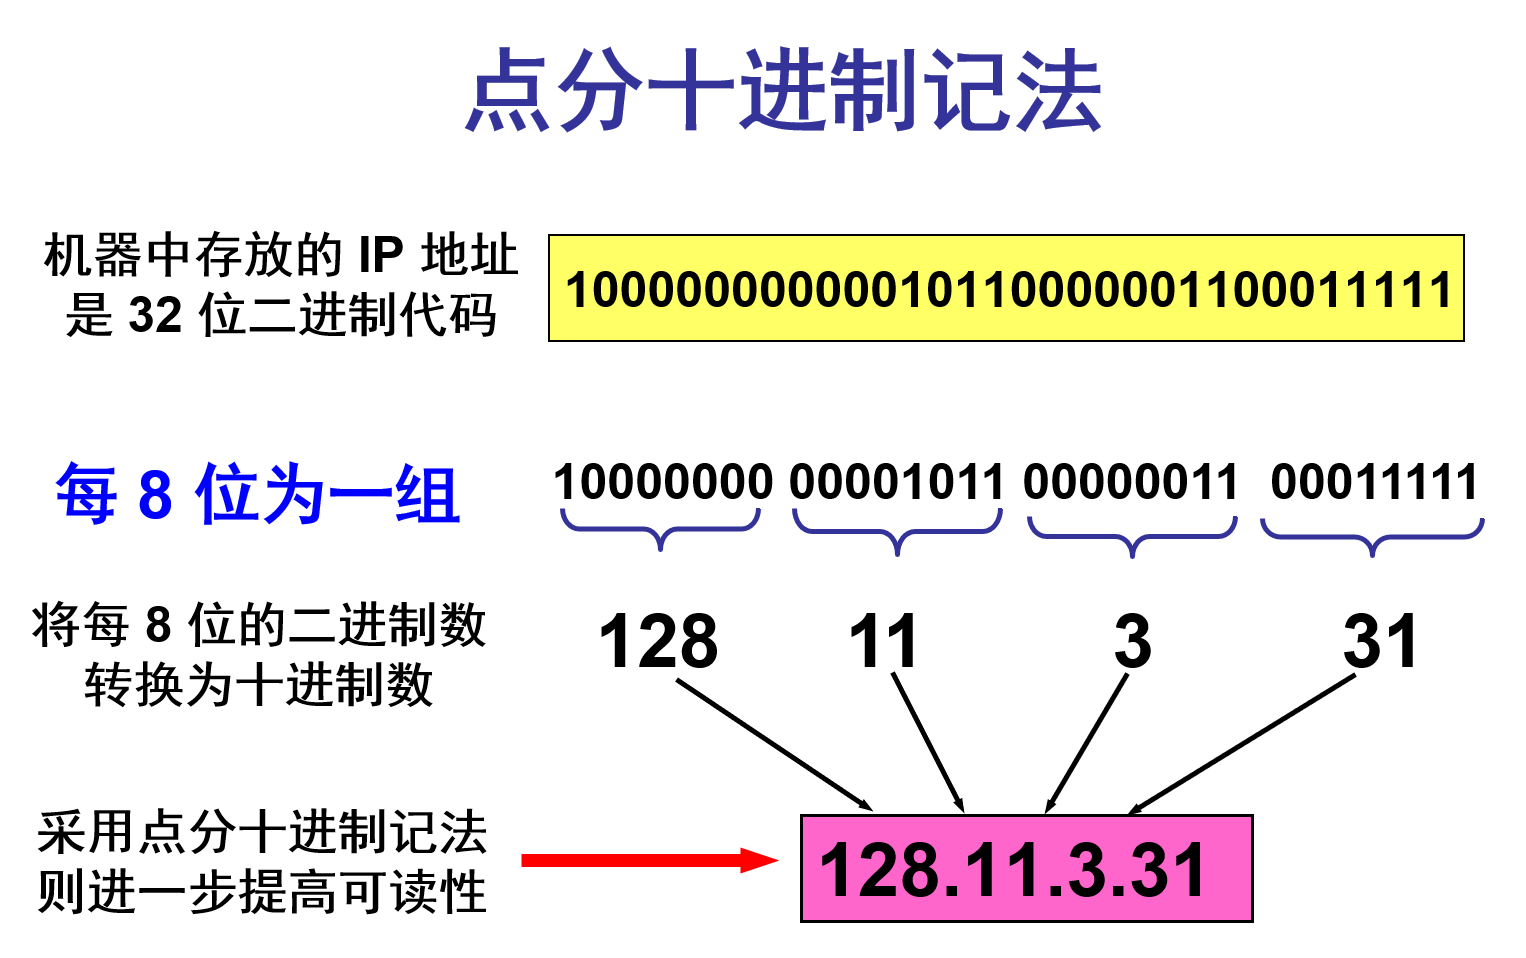 点分十进制记法
机器中存放的 IP 地址
是 32 位二进制代码
10000000000010110000001100011111
每 8 位为一组
10000000 00001011 00000011 00011111
将每 8 位的二进制数
转换为十进制数
128 11 3 31
采用点分十进制记法
则进一步提高可读性
128.11.3.31